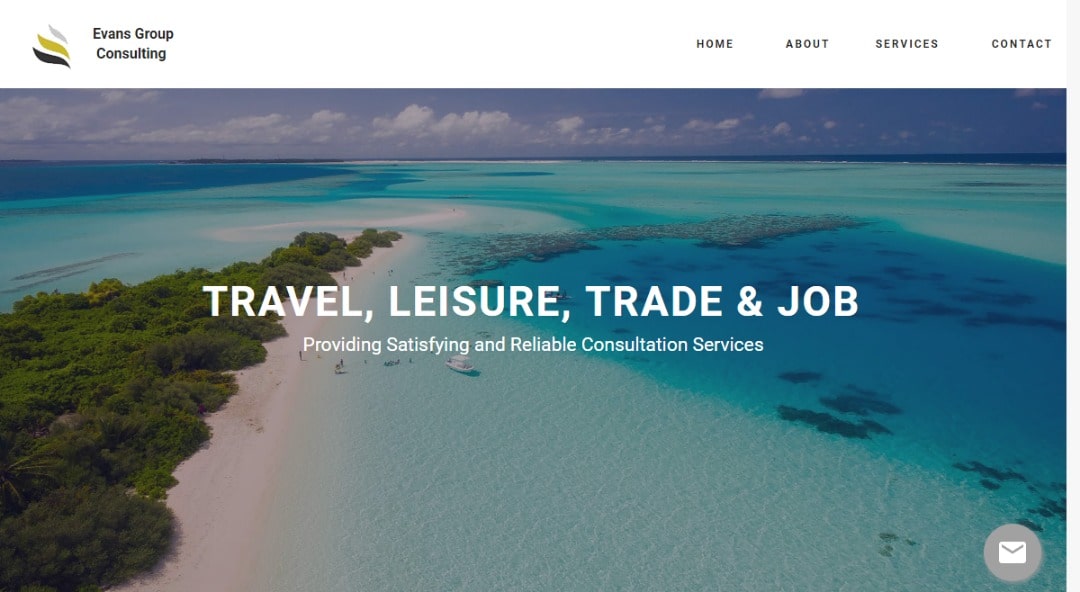 Evans Group
Consulting
HOME ABOUT SERVICES CONTACT
TRAVEL, LEISURE, TRADE & JOB
Providing Satisfying and Reliable Consultation Services